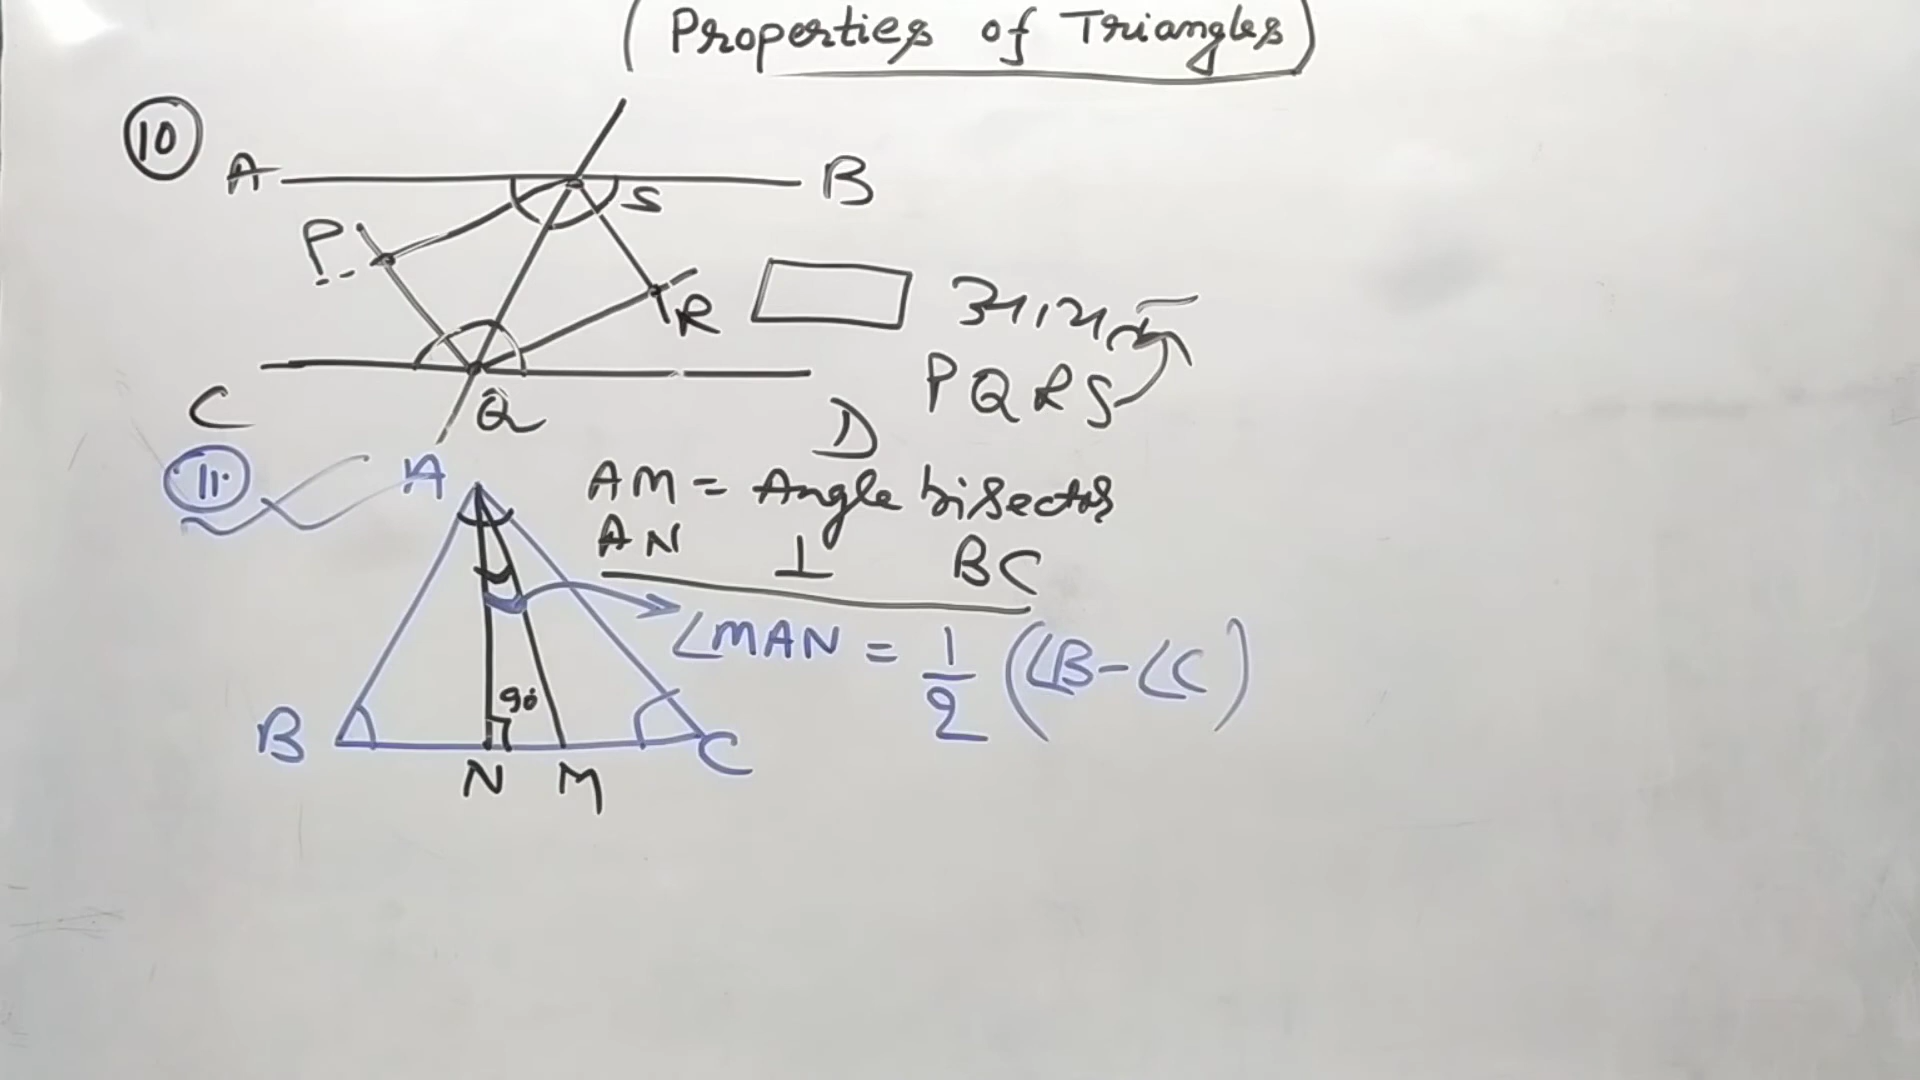 (Properties of Triangles)
10
A B
S
P
R
आयत
PQRS
C Q D
11.
A
AM = Angle bisector
AN ⊥ BC
∠MAN = 1/2 (∠B-∠C)
90°
B C
N M